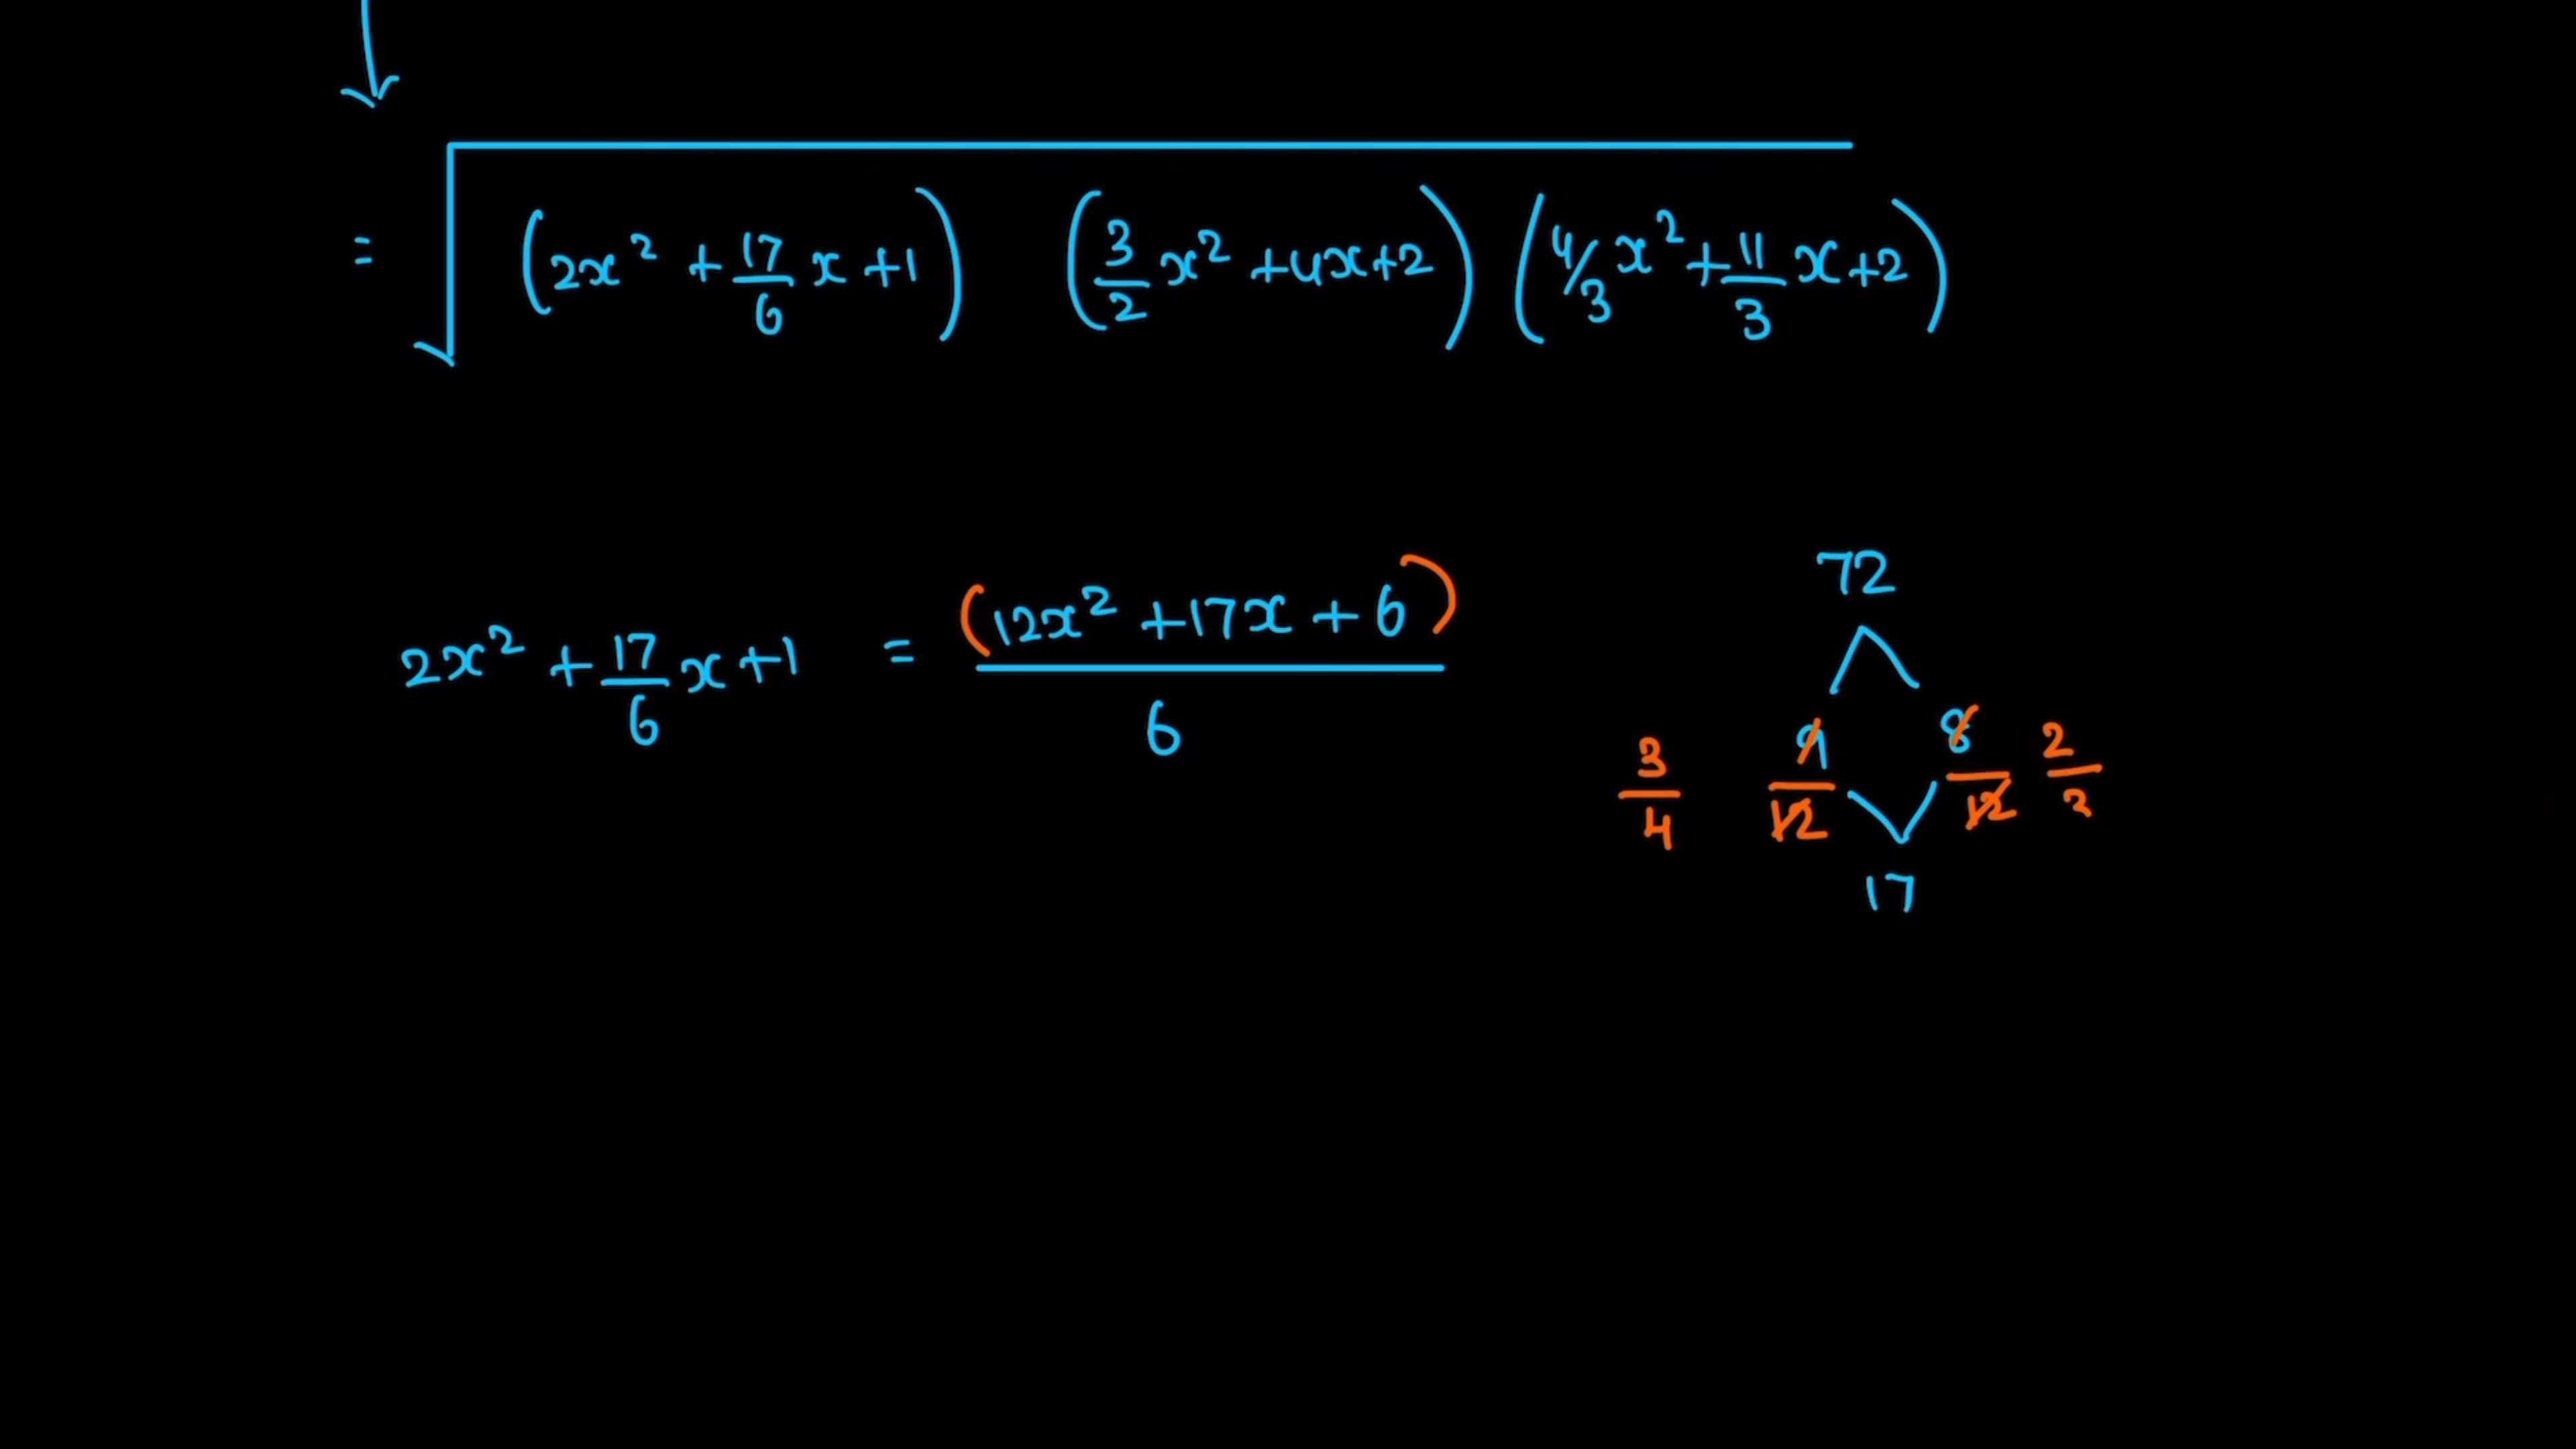 = √ (2x² + 17/6 x + 1) (3/2 x² + 4x + 2) (4/3 x² + 11/3 x + 2)
2x² + 17/6 x + 1 = (12x² + 17x + 6) / 6
72
3/4 9/12 8/12 2/3
17